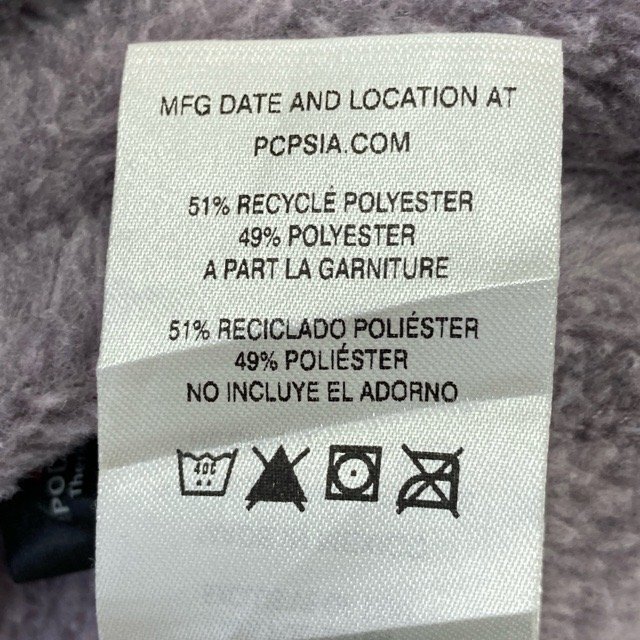 MFG DATE AND LOCATION AT
PCPSIA.COM
51% RECYCLÉ POLYESTER
49% POLYESTER
A PART LA GARNITURE
51% RECICLADO POLIÉSTER
49% POLIÉSTER
NO INCLUYE EL ADORNO
40C